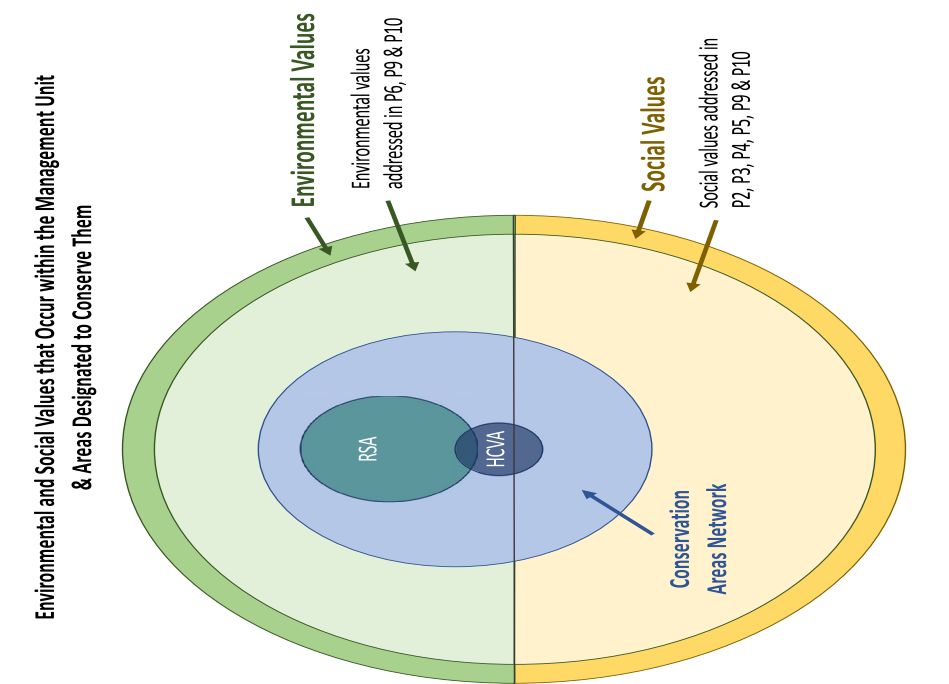 Environmental and Social Values that Occur within the Management Unit
& Areas Designated to Conserve Them
Environmental Values
Environmental values
addressed in P6, P9 & P10
RSA
HCVA
Conservation
Areas Network
Social Values
Social values addressed in
P2, P3, P4, P5, P9 & P10